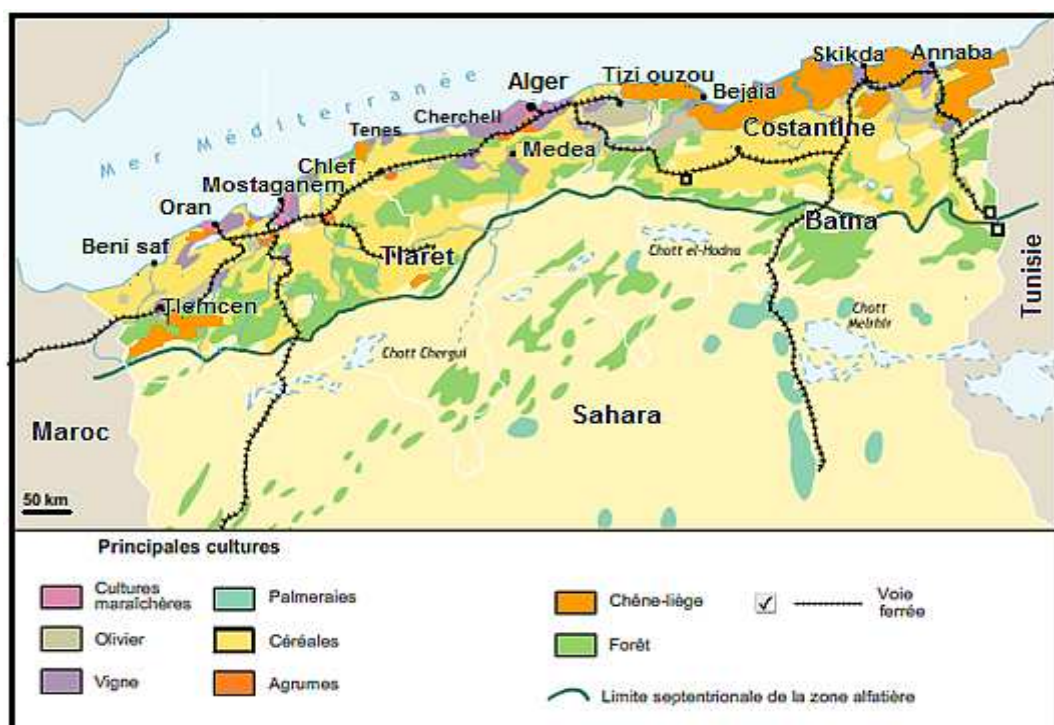 Skikda
Annaba
Mer Méditerranée
Alger
Tizi ouzou
Bejaia
Cherchell
Costantine
Tenes
Medea
Chlef
Mostaganem
Oran
Batna
Beni saf
Tiaret
Chott el-Hodna
Tunisie
Tlemcen
Chott
Melrhir
Chott Chergui
Sahara
Maroc
50 km
Principales cultures
Cultures
maraîchères
Palmeraies
Chêne-liège
Voie
ferrée
Olivier
Céréales
Forêt
Vigne
Agrumes
Limite septentrionale de la zone alfatière